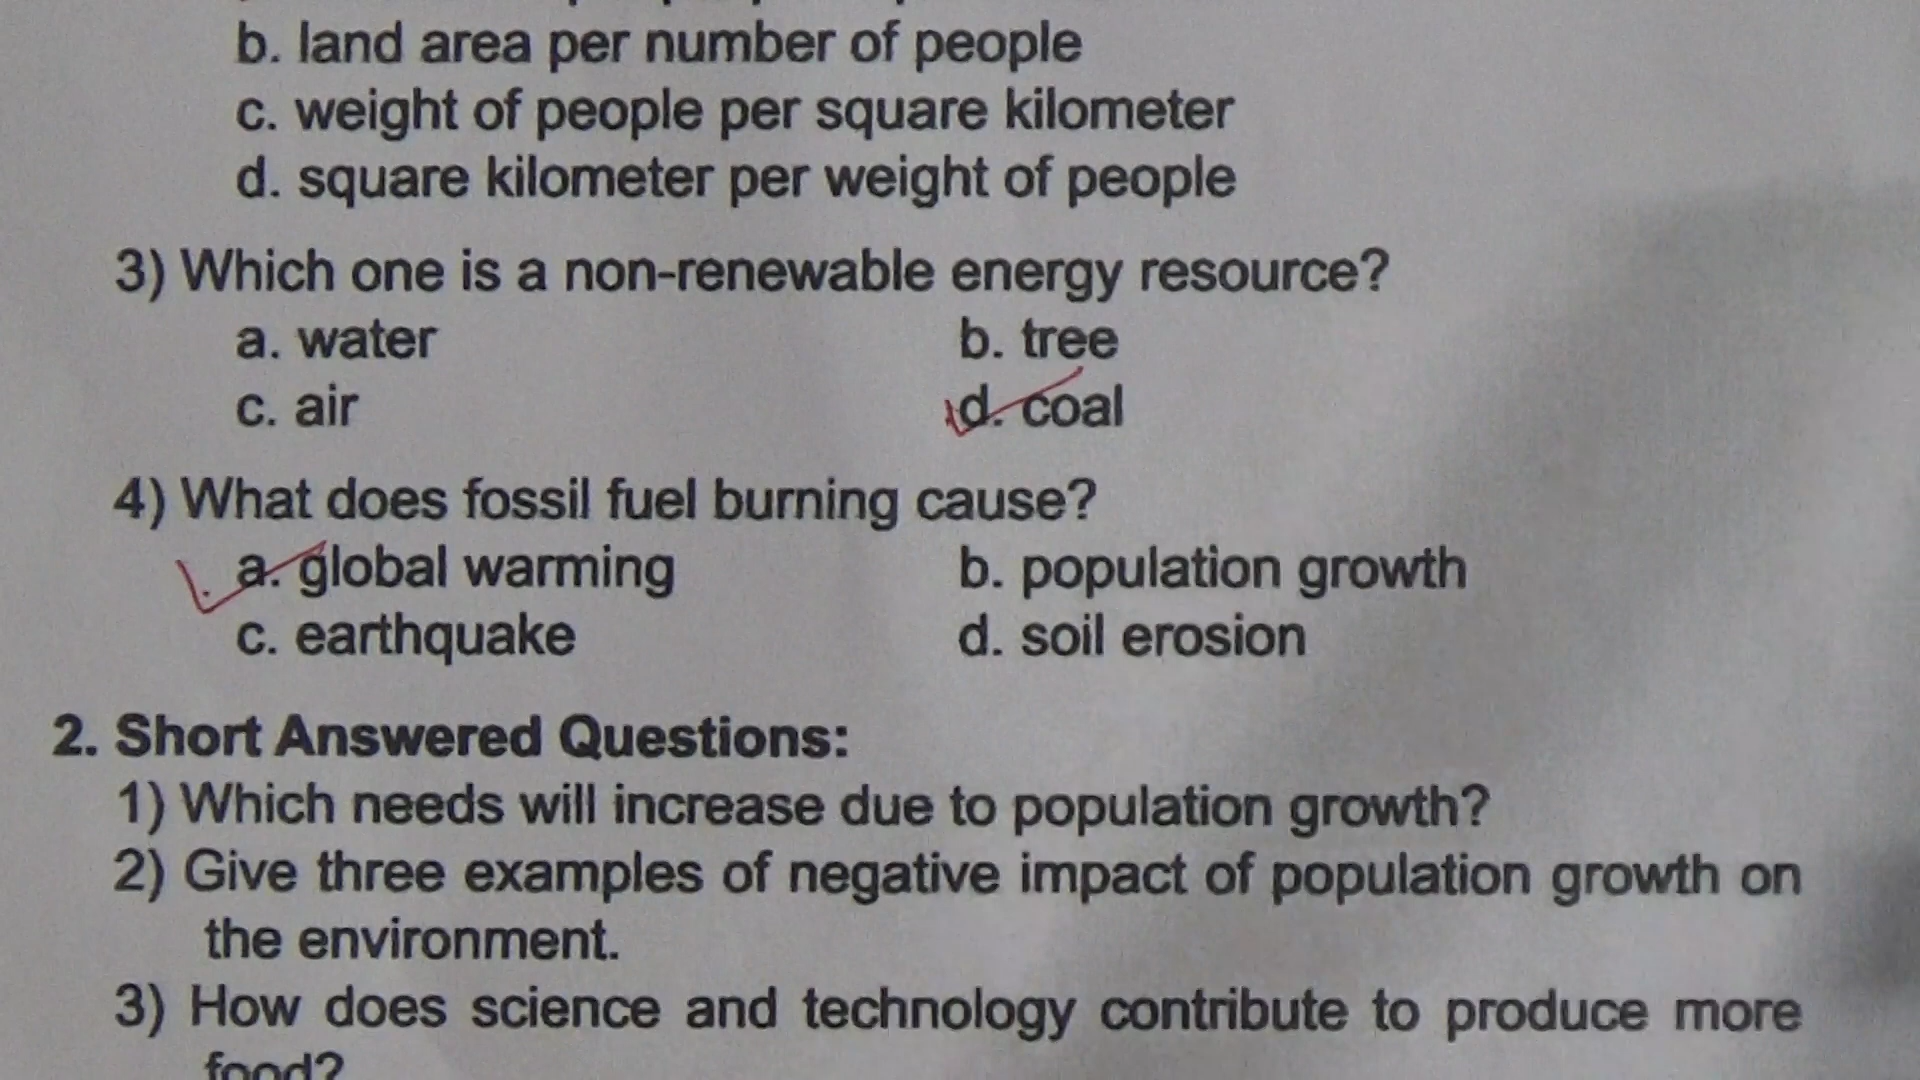 b. land area per number of people
c. weight of people per square kilometer
d. square kilometer per weight of people
3) Which one is a non-renewable energy resource?
a. water b. tree
c. air d. coal
4) What does fossil fuel burning cause?
a. global warming b. population growth
c. earthquake d. soil erosion
2. Short Answered Questions:
1) Which needs will increase due to population growth?
2) Give three examples of negative impact of population growth on
the environment.
3) How does science and technology contribute to produce more
food?